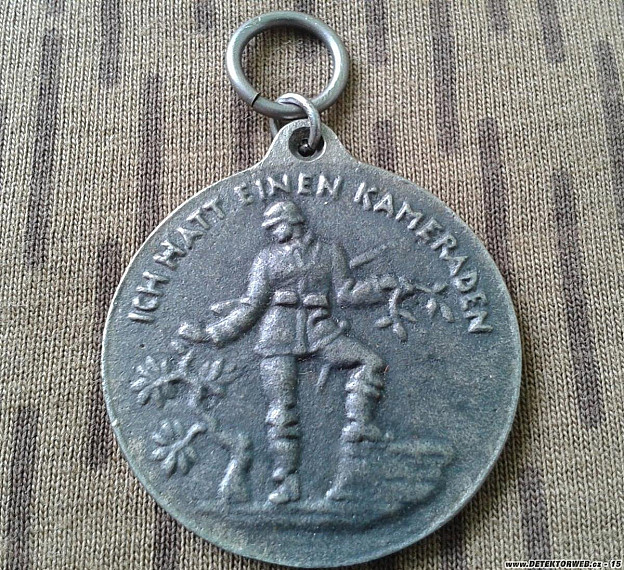 ICH HATT EINEN KAMERADEN
www.DETEKTORWEB.cz - 15